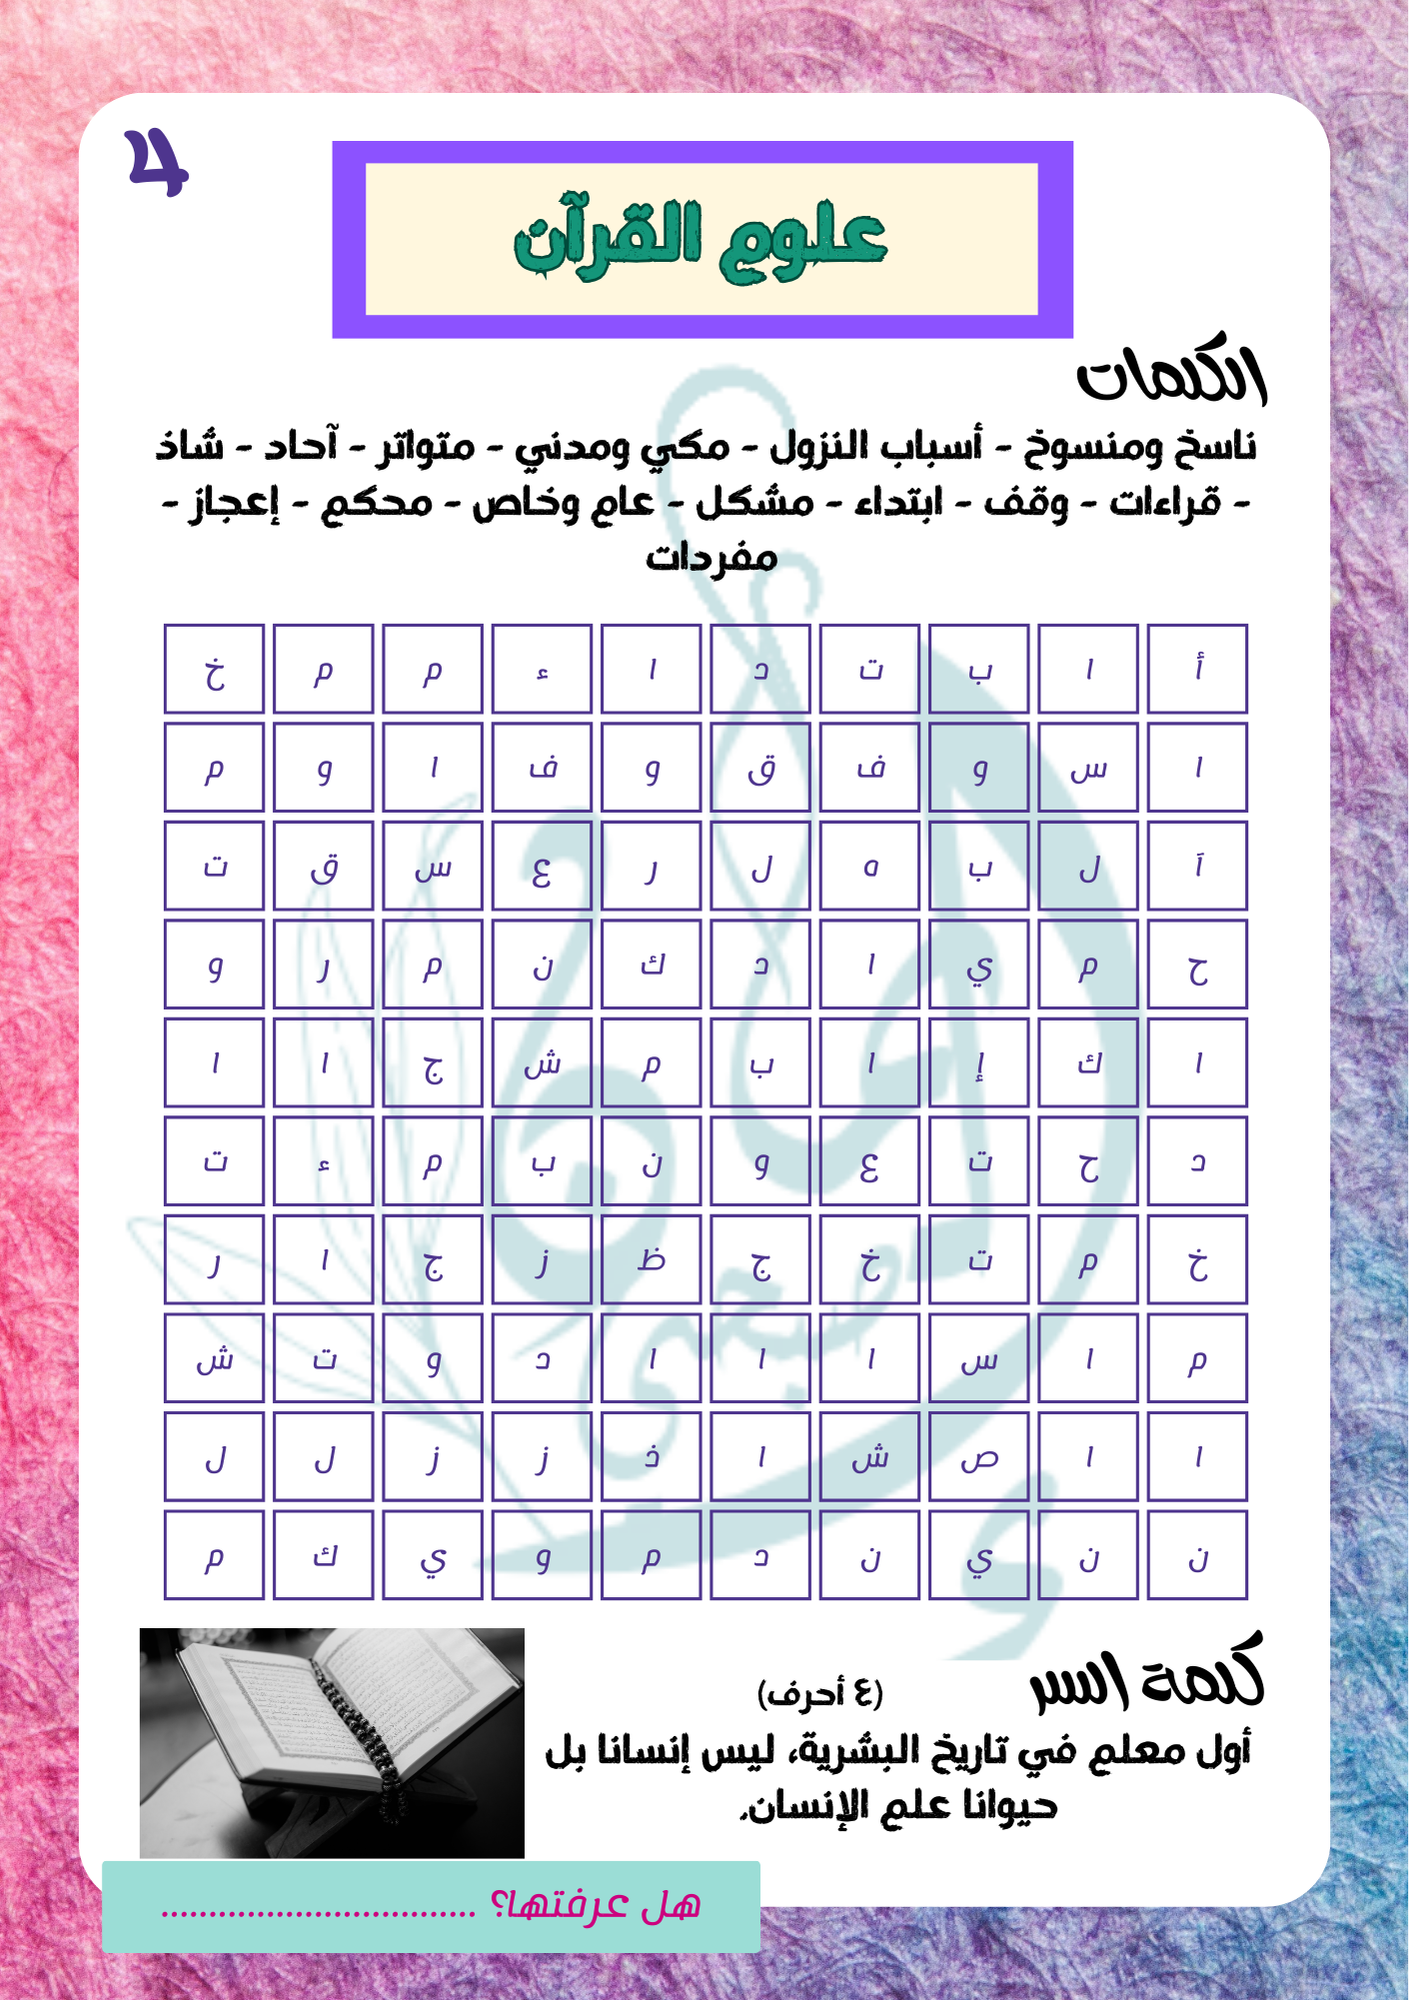 4
علوم القرآن
الكلمات
ناسخ ومنسوخ - أسباب النزول - مكي ومدني - متواتر - آحاد - شاذ
- قراءات - وقف - ابتداء - مشكل - عام وخاص - محكم - إعجاز -
مفردات
أ ا ب ت د ا ء م م خ
ا س و ف ق و ف ا و م
آ ل ب ه ل ر ع س ق ت
ح م ي ا د ك ن م ر و
ا ك إ ا ب م ش ج ا ا
د ح ت ع و ن ب م ء ت
خ م ت خ ج ظ ز ج ا ر
م ا س ا ا ا د و ت ش
ا ا ص ش ا ذ ز ز ل ل
ن ن ي ن د م و ي ك م
كلمة السر
(٤ أحرف)
أول معلم في تاريخ البشرية، ليس إنسانا بل
حيوانا علم الإنسان.
هل عرفتها؟ .................................